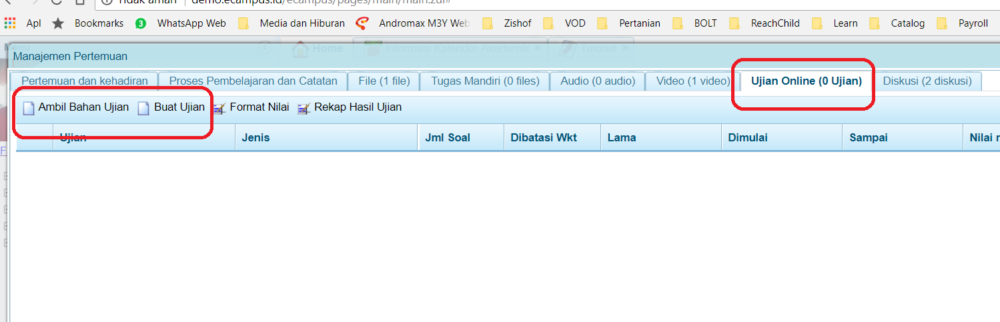 Tidak aman demo.ecampus.id/ecampus/pages/main/main.zul#
Apl Bookmarks WhatsApp Web Media dan Hiburan Andromax M3Y Web Zishof VOD Pertanian BOLT ReachChild Learn Catalog Payroll
Menu Home Informasi Kalender Akademik Tutorial
Manajemen Pertemuan
Pertemuan dan kehadiran Proses Pembelajaran dan Catatan File (1 file) Tugas Mandiri (0 files) Audio (0 audio) Video (1 video) Ujian Online (0 Ujian) Diskusi (2 diskusi)
Ambil Bahan Ujian Buat Ujian Format Nilai Rekap Hasil Ujian
Ujian Jenis Jml Soal Dibatasi Wkt Lama Dimulai Sampai Nilai